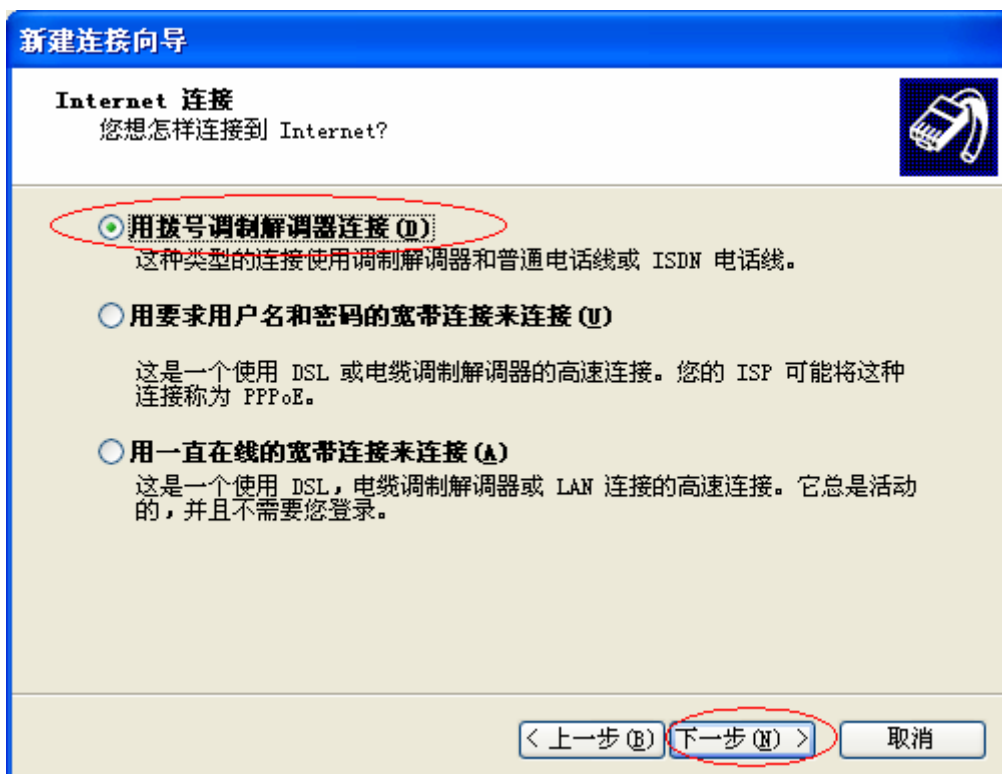 新建连接向导
Internet 连接
您想怎样连接到 Internet?
用拨号调制解调器连接(D)
这种类型的连接使用调制解调器和普通电话线或 ISDN 电话线。
用要求用户名和密码的宽带连接来连接(U)
这是一个使用 DSL 或电缆调制解调器的高速连接。您的 ISP 可能将这种
连接称为 PPPoE。
用一直在线的宽带连接来连接(A)
这是一个使用 DSL,电缆调制解调器或 LAN 连接的高速连接。它总是活动
的,并且不需要您登录。
< 上一步(B) 下一步(N) > 取消